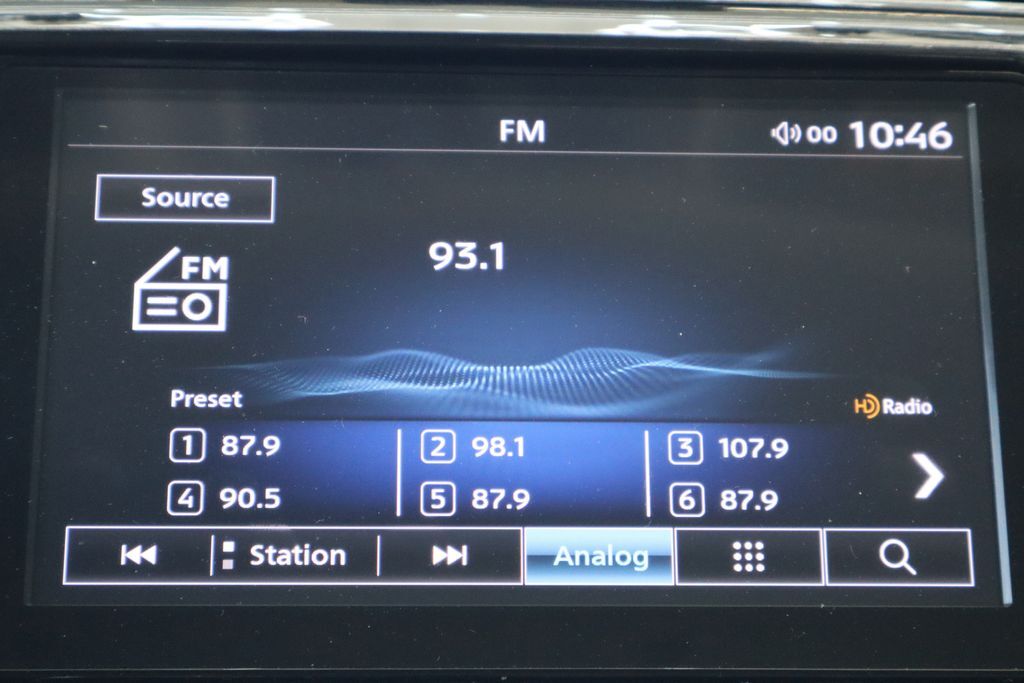 FM 00 10:46
Source
FM
93.1
Preset
HD Radio
1 87.9 2 98.1 3 107.9
4 90.5 5 87.9 6 87.9
Station Analog